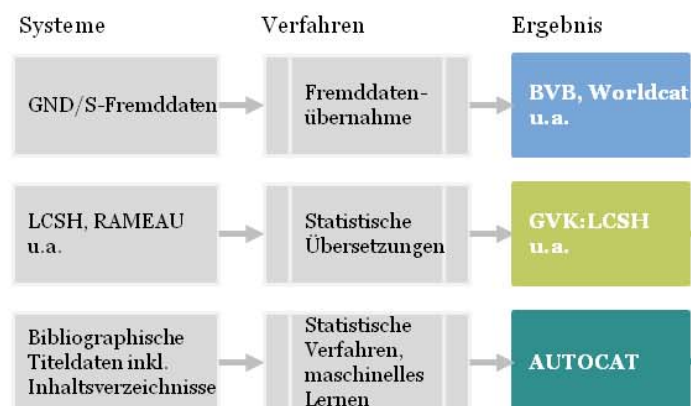 Systeme
Verfahren
Ergebnis
GND/S-Fremddaten
Fremddaten-
übernahme
BVB, Worldcat
u.a.
LCSH, RAMEAU
u.a.
Statistische
Übersetzungen
GVK:LCSH
u.a.
Bibliographische
Titeldaten inkl.
Inhaltsverzeichnisse
Statistische
Verfahren,
maschinelles
Lernen
AUTOCAT